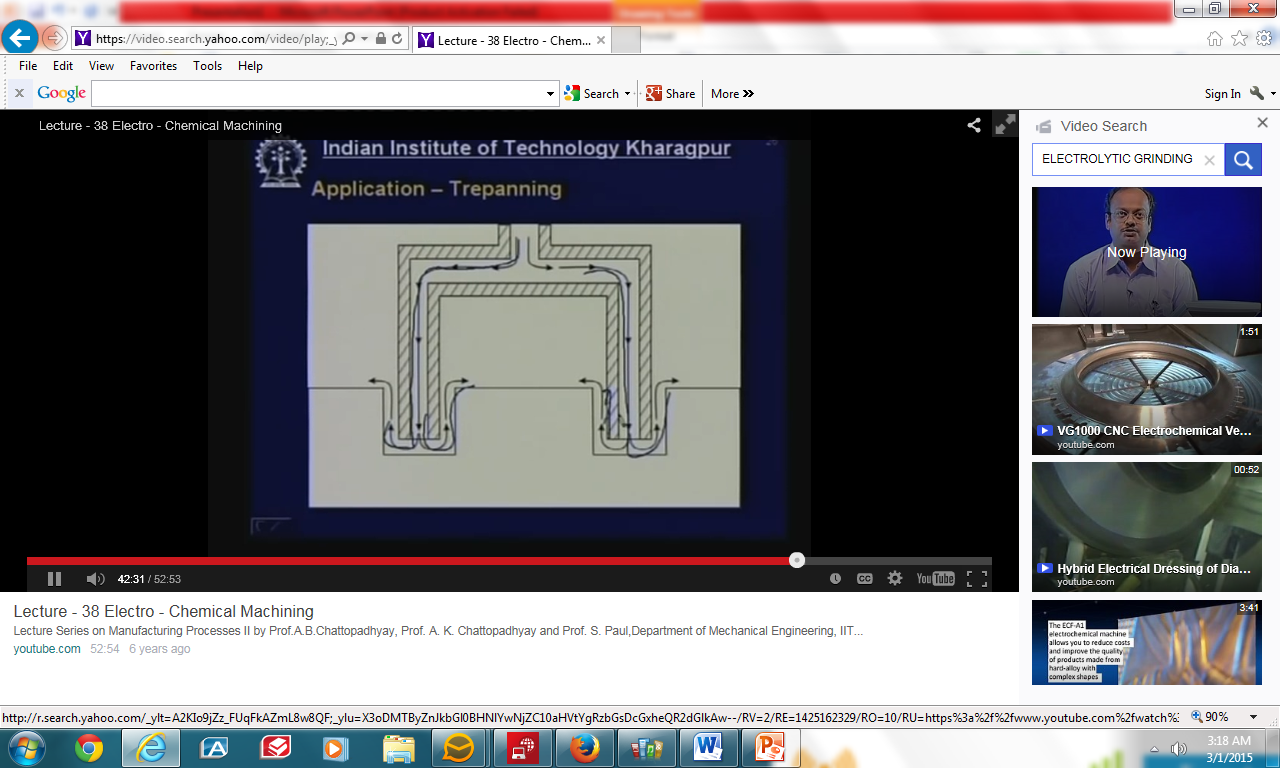 https://video.search.yahoo.com/video/play;_y
Lecture - 38 Electro - Chem...
File Edit View Favorites Tools Help
Google
Search
Share
More
Sign In
Lecture - 38 Electro - Chemical Machining
Indian Institute of Technology Kharagpur
Application – Trepanning
42:31 / 52:53
CC
YouTube
Lecture - 38 Electro - Chemical Machining
Lecture Series on Manufacturing Processes II by Prof.A.B.Chattopadhyay, Prof. A. K. Chattopadhyay and Prof. S. Paul,Department of Mechanical Engineering, IIT...
youtube.com 52:54 6 years ago
Video Search
ELECTROLYTIC GRINDING
Now Playing
1:51
VG1000 CNC Electrochemical Ve...
youtube.com
00:52
Hybrid Electrical Dressing of Dia...
youtube.com
3:41
The ECF-A1
electrochemical machine
allows you to reduce costs
and improve the quality
of products made from
hard-alloy with
complex shapes
90%
3:18 AM
3/1/2015